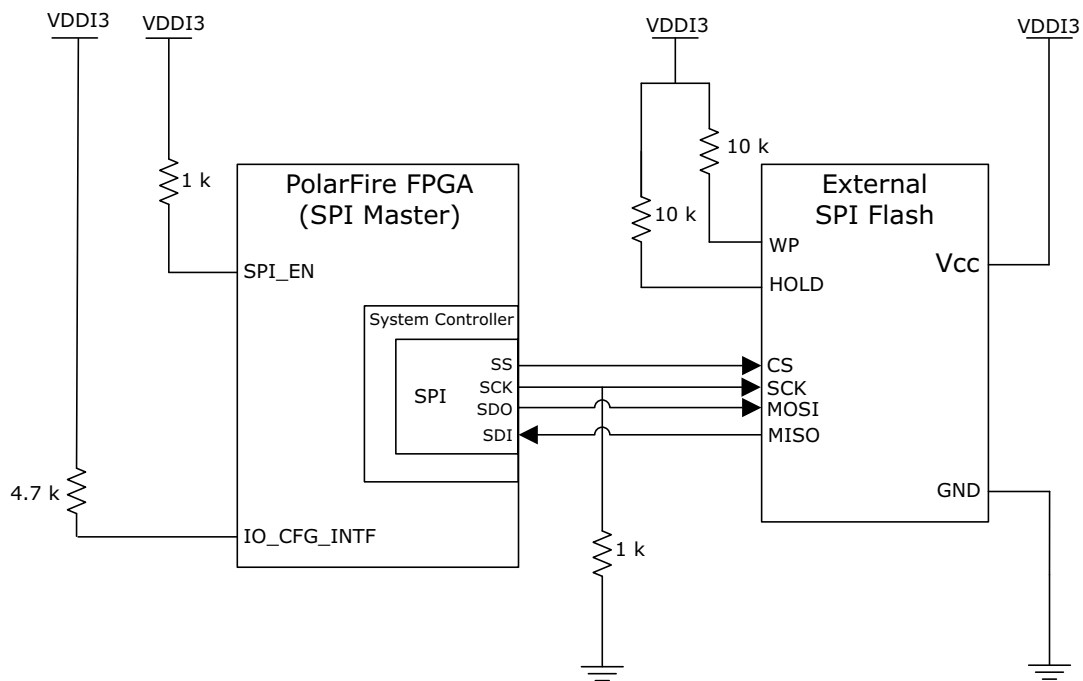 VDDI3
VDDI3
VDDI3
VDDI3
1 k
10 k
10 k
4.7 k
1 k
PolarFire FPGA
(SPI Master)
SPI_EN
System Controller
SPI
SS
SCK
SDO
SDI
IO_CFG_INTF
External
SPI Flash
WP
HOLD
Vcc
CS
SCK
MOSI
MISO
GND